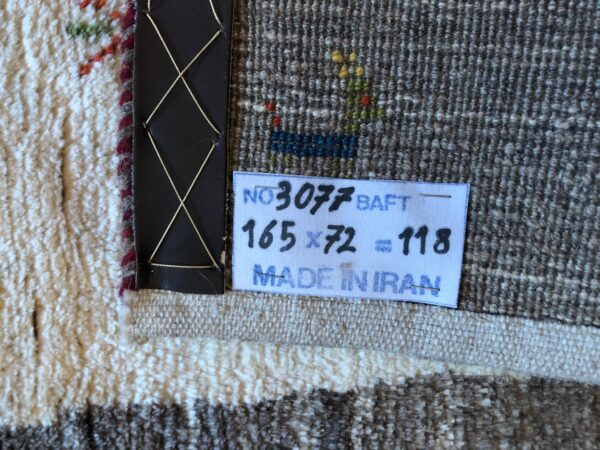 NO 3077 BAFT
165 x 72 = 118
MADE IN IRAN